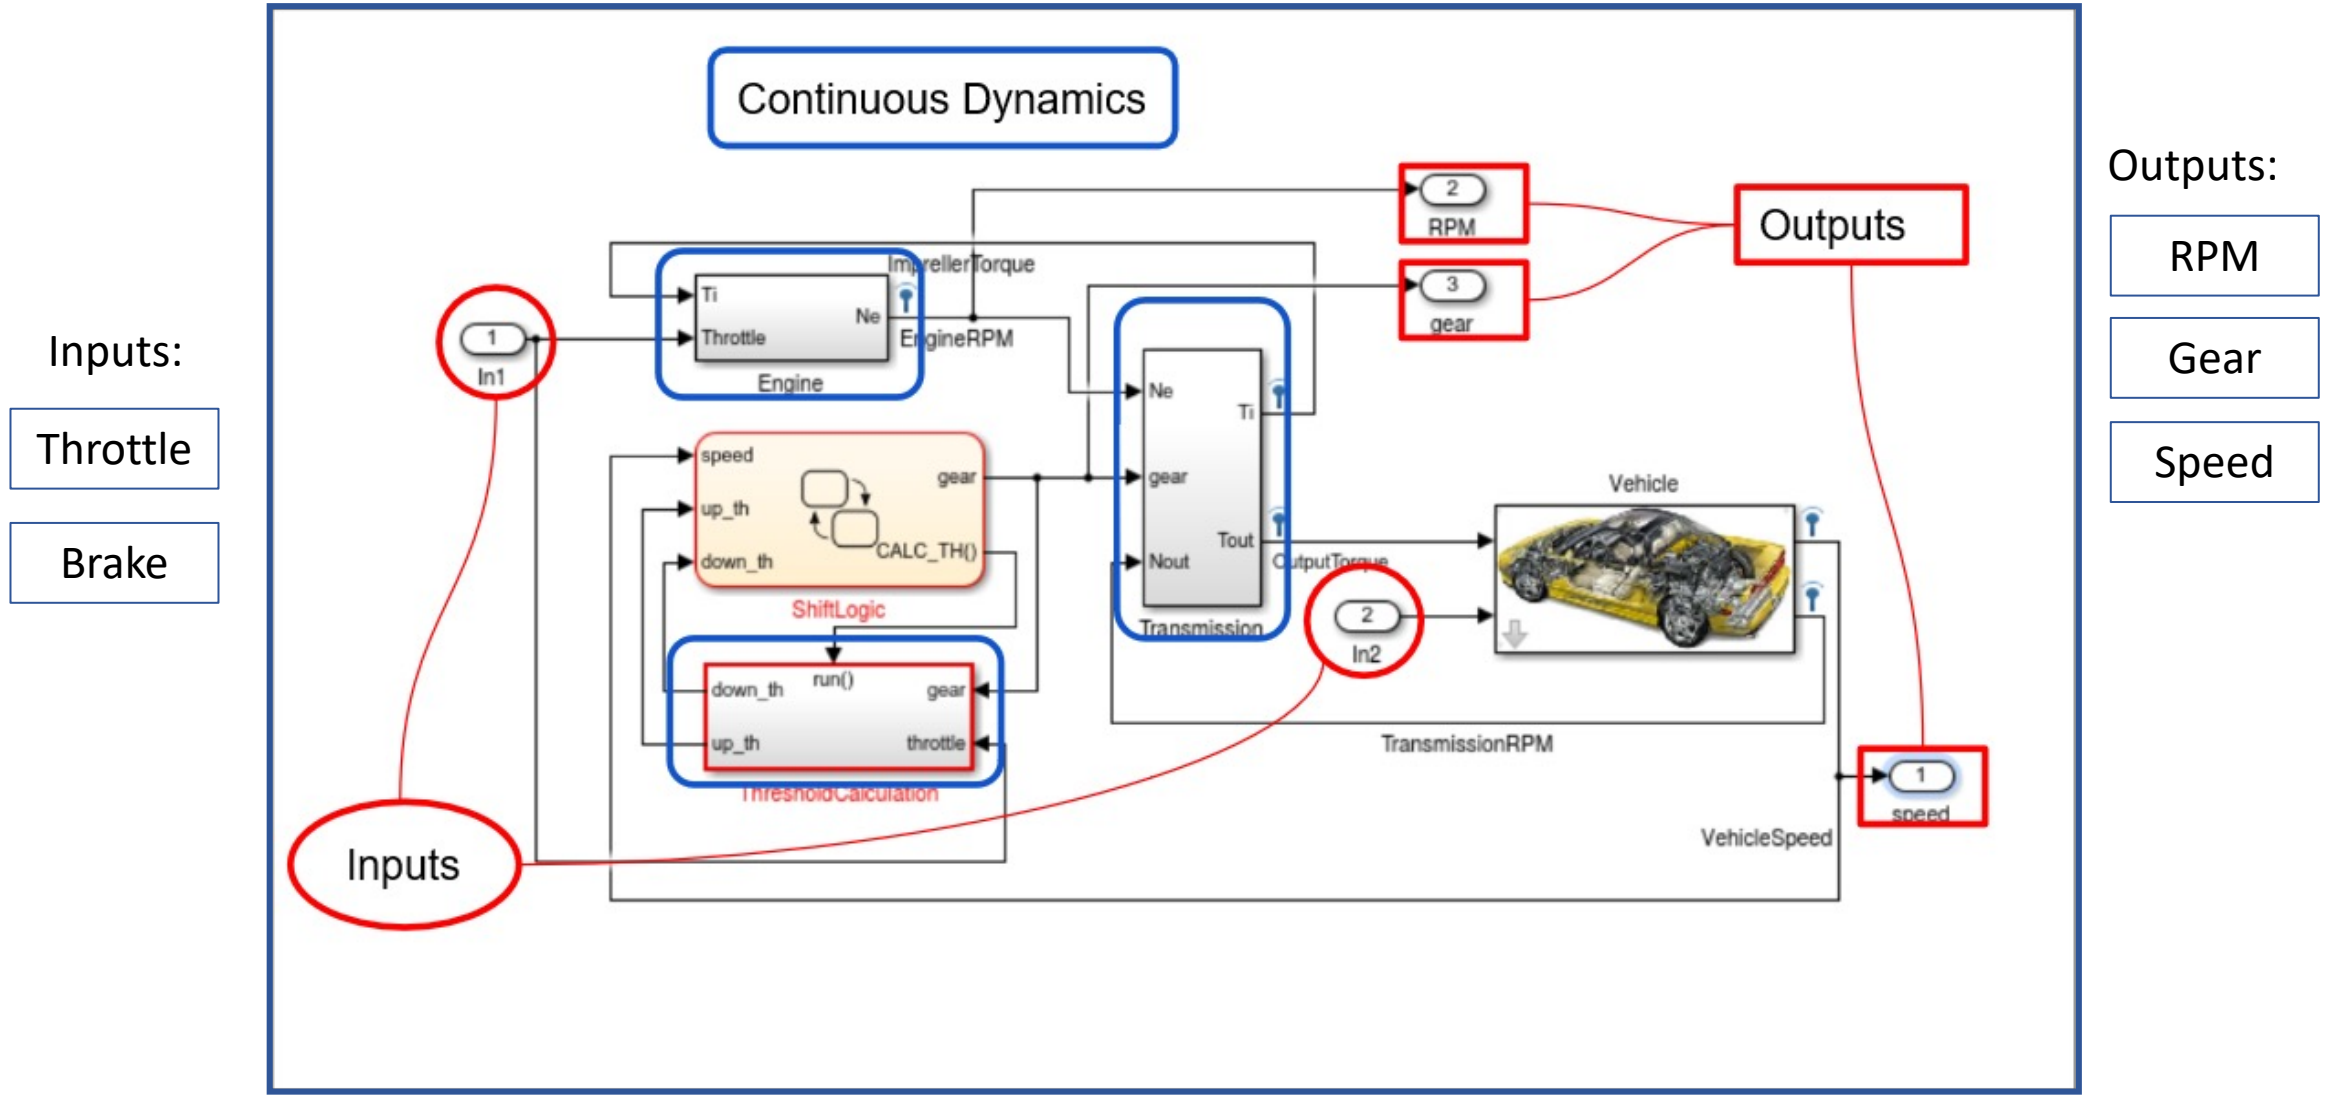 Continuous Dynamics
Inputs:
Throttle
Brake
Outputs:
RPM
Gear
Speed
2
RPM
3
gear
Outputs
ImprellerTorque
Ti
Throttle
Ne
Engine
EngineRPM
1
In1
Ne
gear
Nout
Ti
Tout
Transmission
OutputTorque
speed
up_th
down_th
gear
CALC_TH()
ShiftLogic
run()
down_th
up_th
gear
throttle
ThresholdCalculation
2
In2
Vehicle
TransmissionRPM
VehicleSpeed
1
speed
Inputs